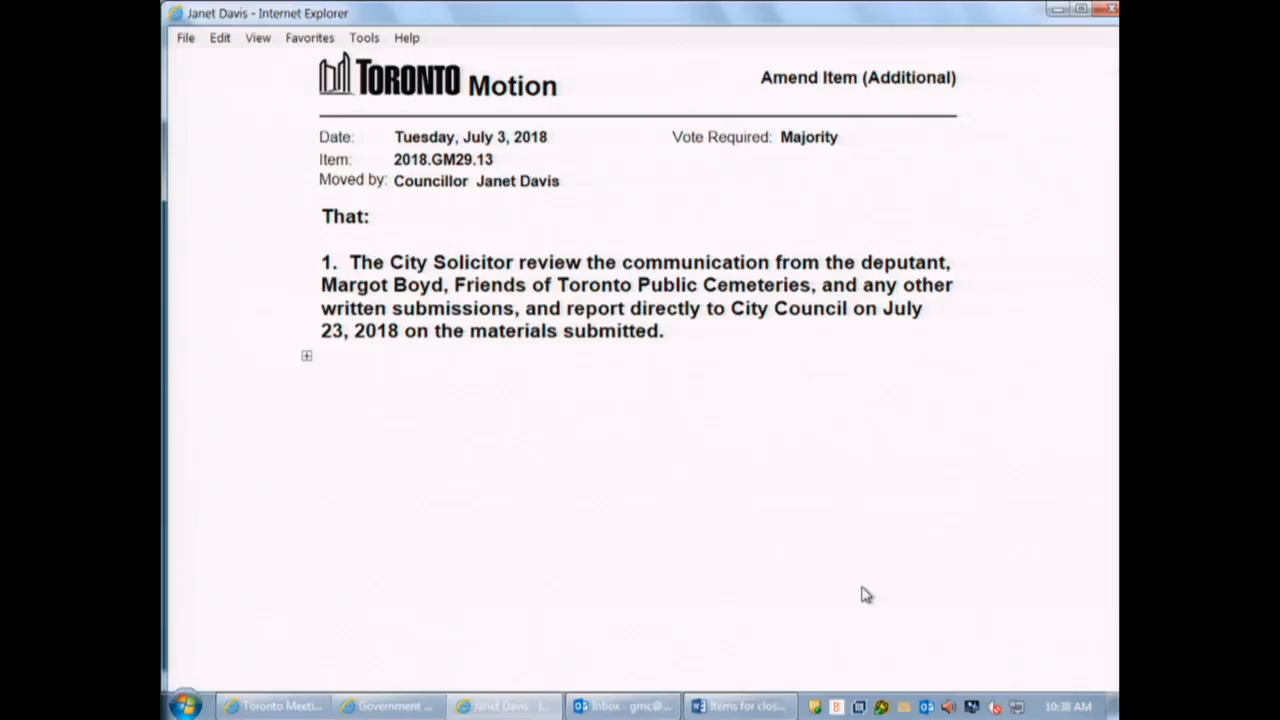 Janet Davis - Internet Explorer
File Edit View Favorites Tools Help
TORONTO Motion
Amend Item (Additional)
Date: Tuesday, July 3, 2018
Vote Required: Majority
Item: 2018.GM29.13
Moved by: Councillor Janet Davis
That:
1. The City Solicitor review the communication from the deputant,
Margot Boyd, Friends of Toronto Public Cemeteries, and any other
written submissions, and report directly to City Council on July
23, 2018 on the materials submitted.
Toronto Meeti... Government ... Janet Davis - I... Inbox - gmc@... Items for clos... 10:38 AM